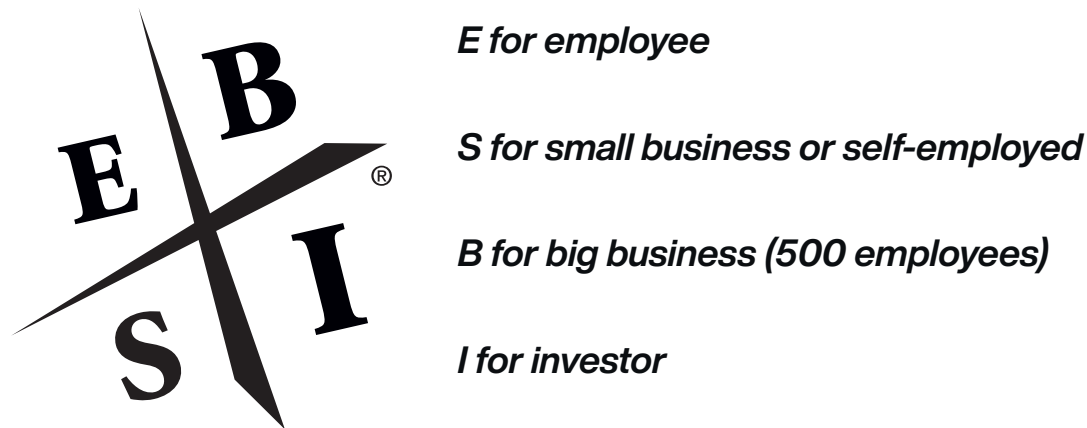 E B
S I
®
E for employee
S for small business or self-employed
B for big business (500 employees)
I for investor